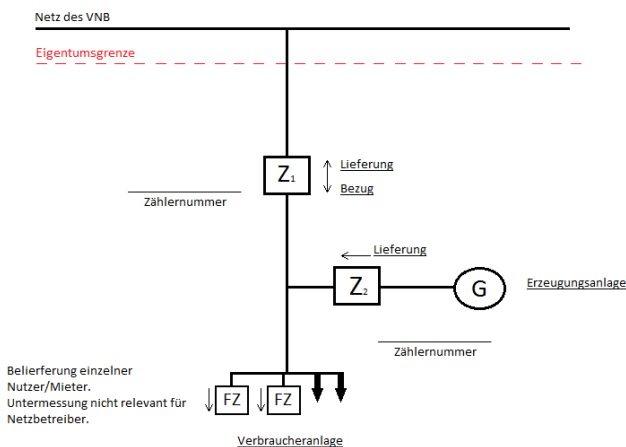 Netz des VNB
Eigentumsgrenze
Z1
Lieferung
Bezug
Zählernummer
Lieferung
Z2
G
Erzeugungsanlage
Zählernummer
Belieferung einzelner
Nutzer/Mieter.
Untermessung nicht relevant für
Netzbetreiber.
FZ
FZ
Verbraucheranlage